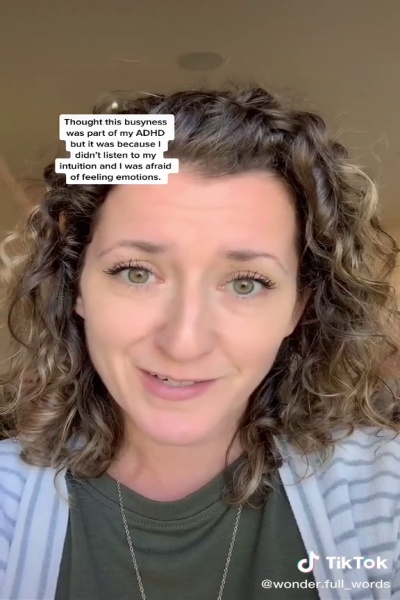 Thought this busyness
was part of my ADHD
but it was because I
didn't listen to my
intuition and I was afraid
of feeling emotions.
TikTok
@wonder.full_words